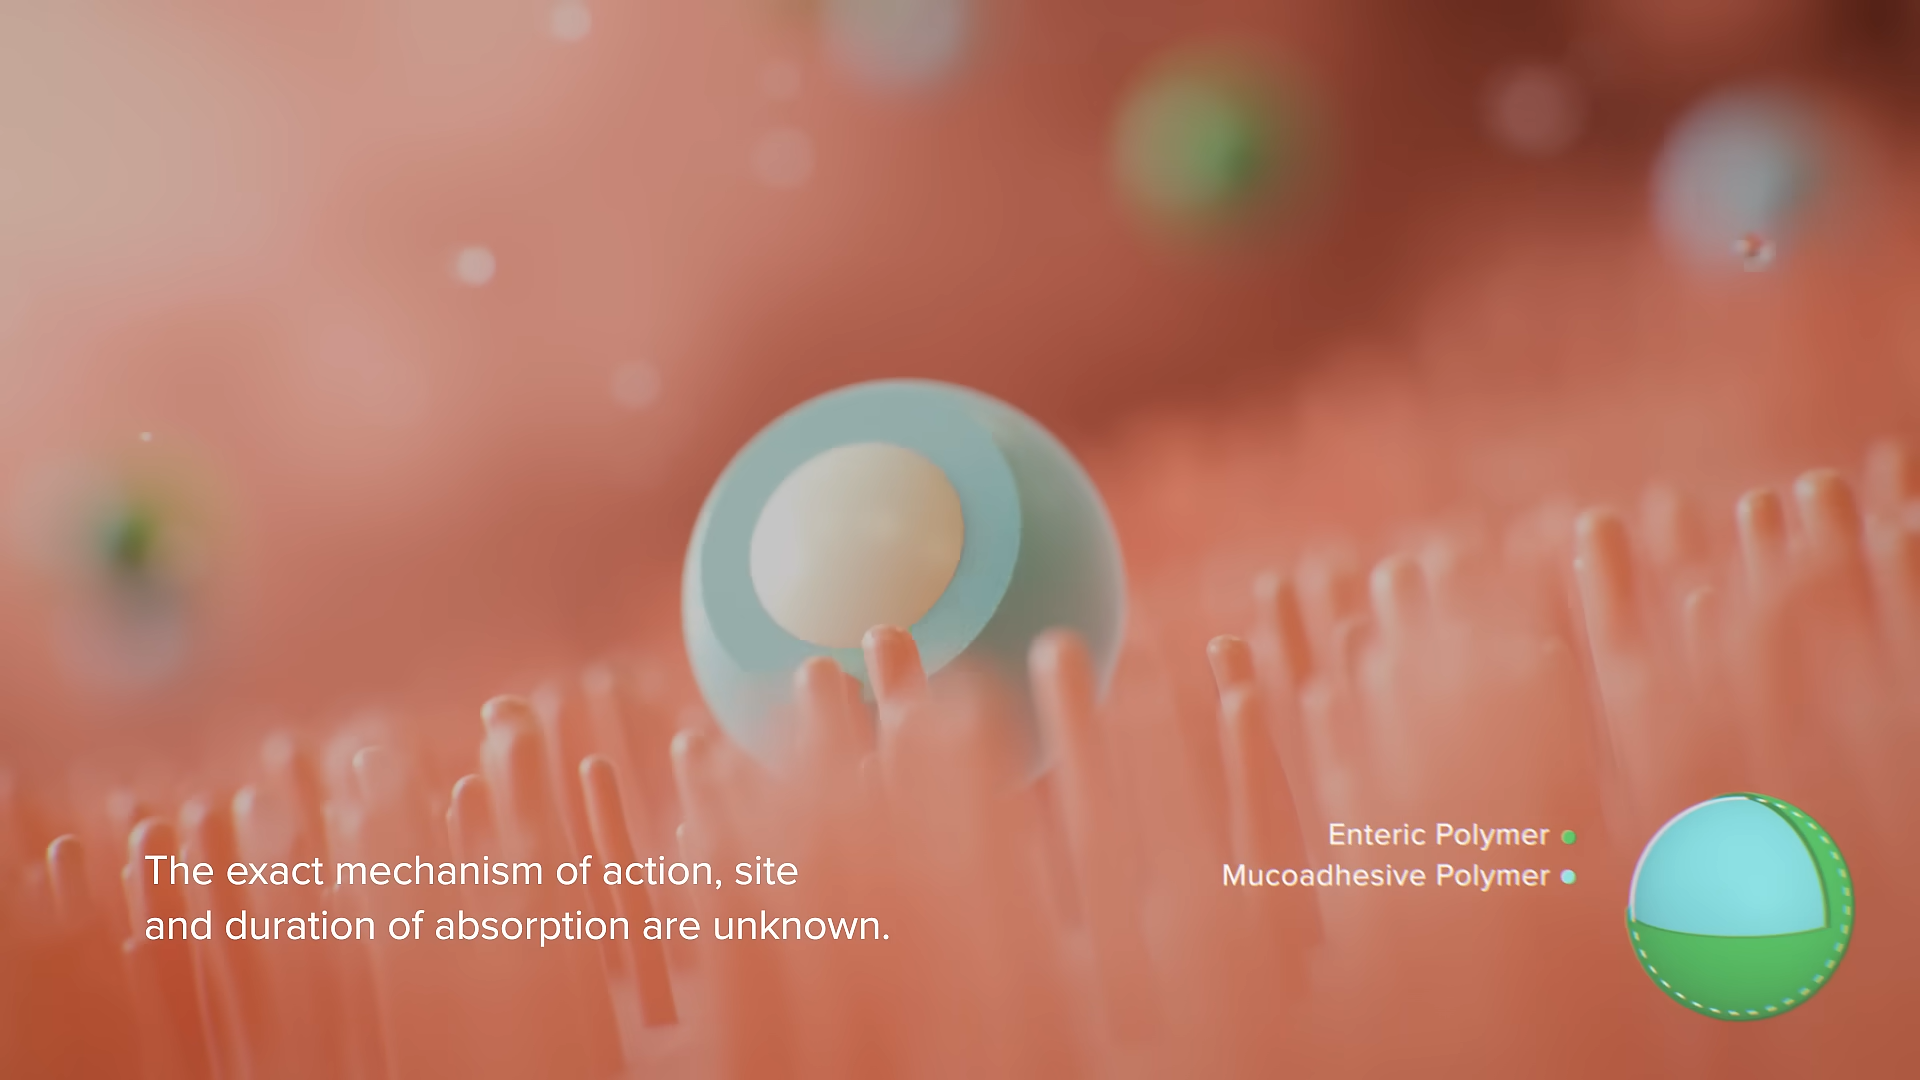 The exact mechanism of action, site
and duration of absorption are unknown.
Enteric Polymer
Mucoadhesive Polymer